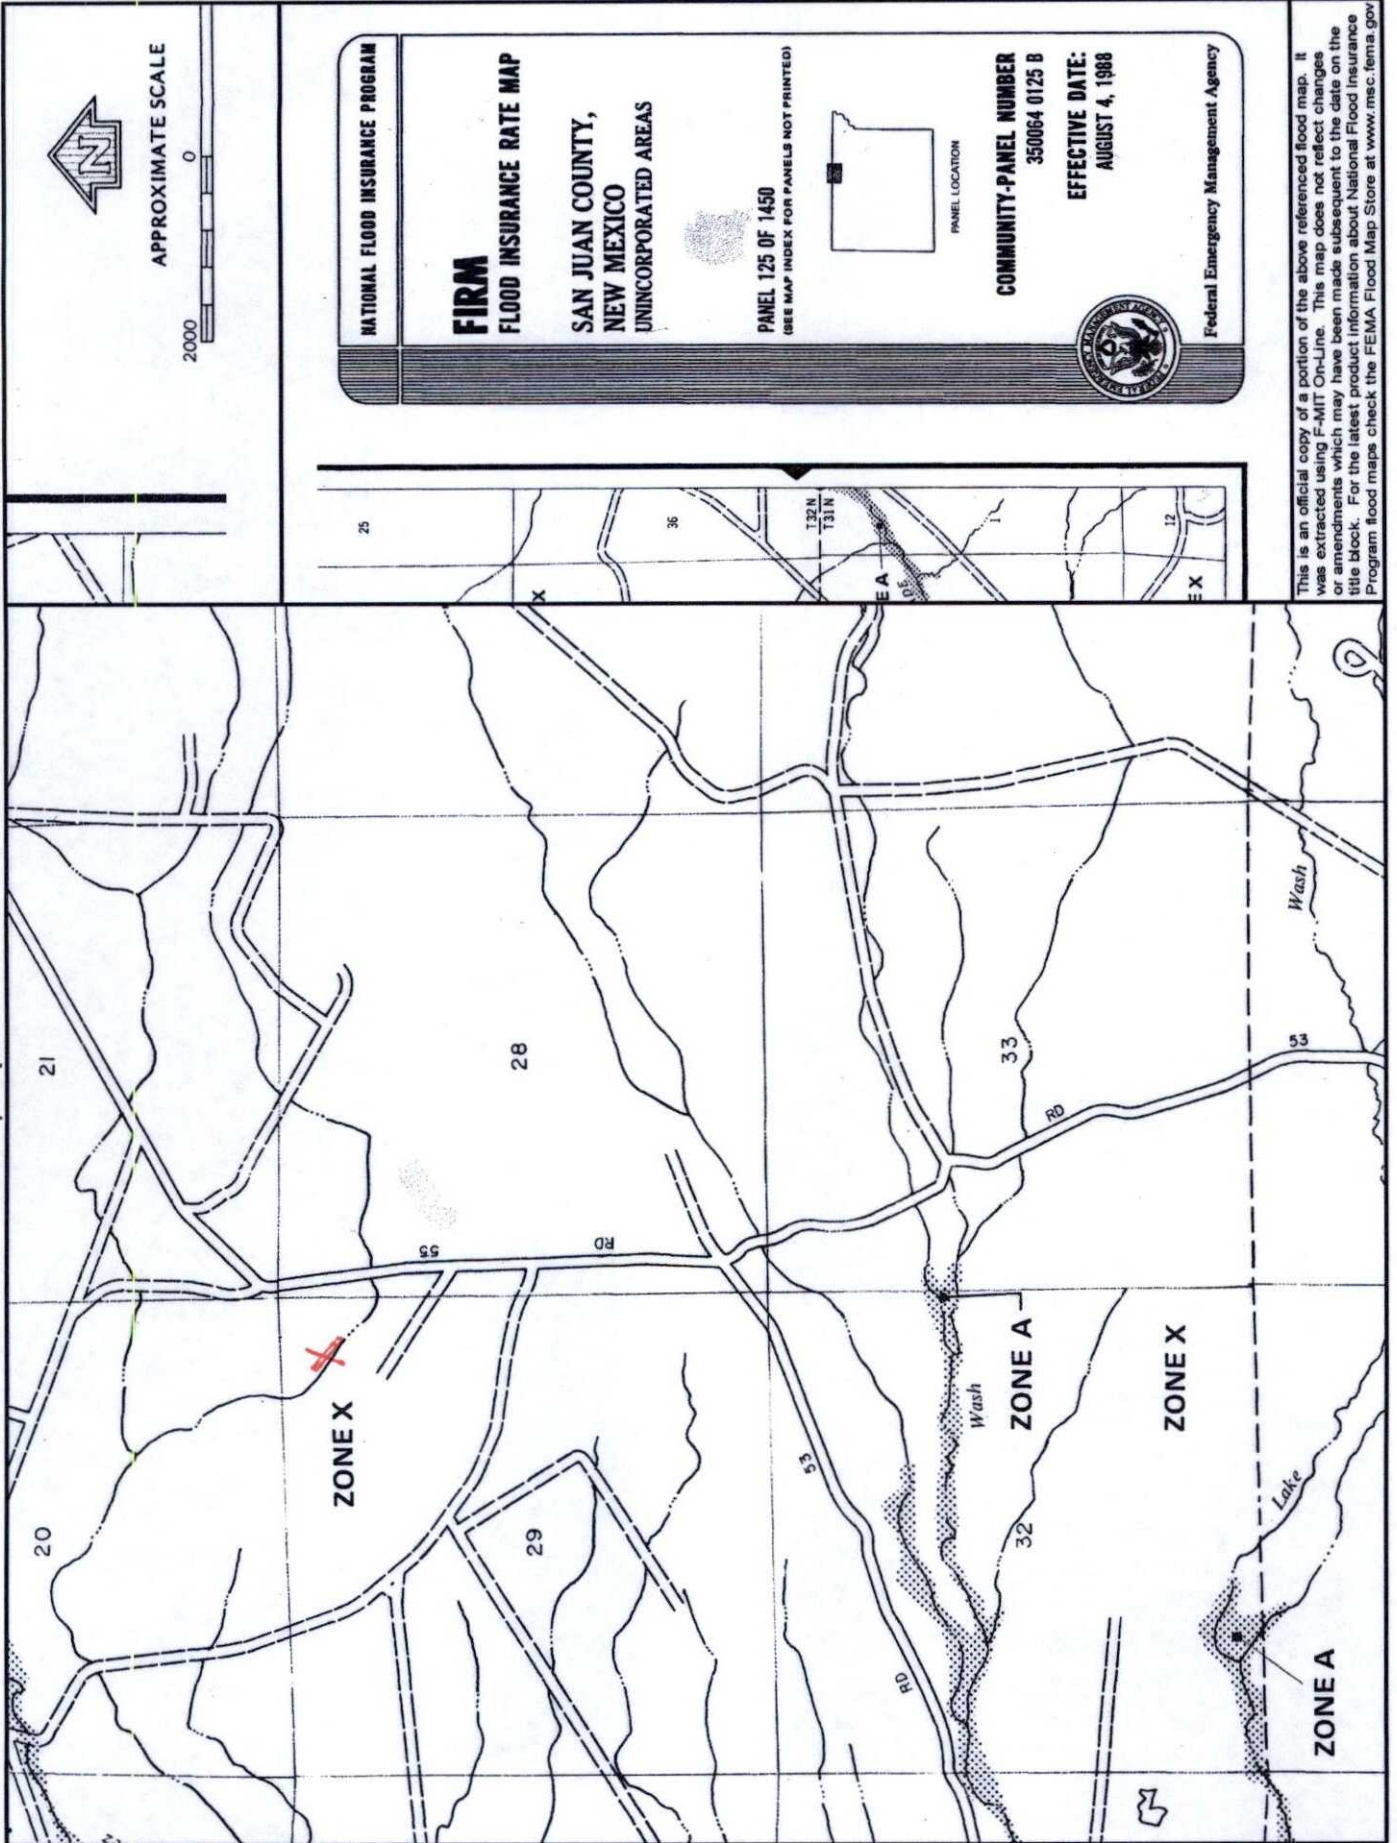 APPROXIMATE SCALE
2000 0
N
NATIONAL FLOOD INSURANCE PROGRAM
FIRM
FLOOD INSURANCE RATE MAP
SAN JUAN COUNTY,
NEW MEXICO
UNINCORPORATED AREAS
PANEL 125 OF 1450
(SEE MAP INDEX FOR PANELS NOT PRINTED)
PANEL LOCATION
COMMUNITY-PANEL NUMBER
350064 0125 B
EFFECTIVE DATE:
AUGUST 4, 1988
Federal Emergency Management Agency
This is an official copy of a portion of the above referenced flood map. It
was extracted using F-MIT On-Line. This map does not reflect changes
or amendments which may have been made subsequent to the date on the
title block. For the latest product information about National Flood Insurance
Program flood maps check the FEMA Flood Map Store at www.msc.fema.gov
25
X
36
T32N
T31N
E A
1
12
E X
20
21
ZONE X
28
55
RD
29
53
RD
33
RD
53
Wash
Wash
ZONE A
32
ZONE X
Lake
ZONE A